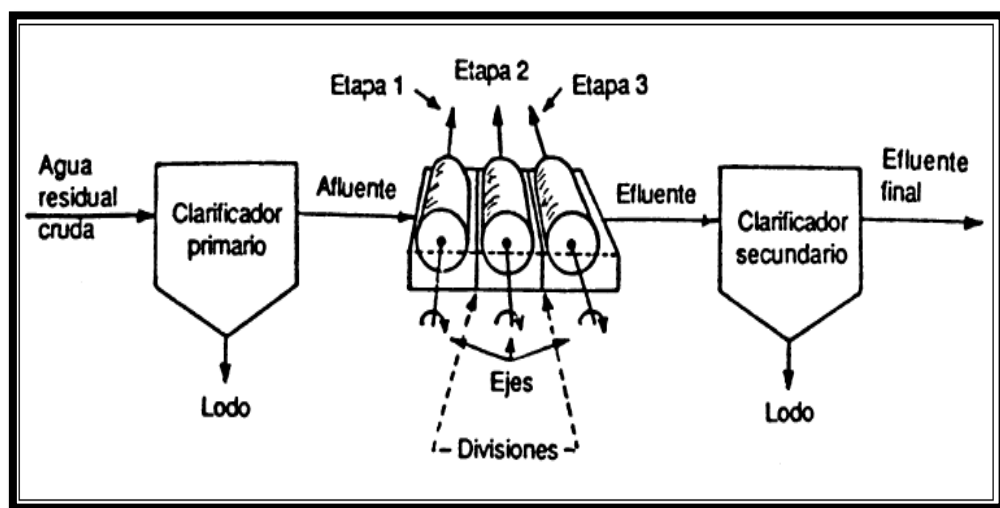 Etapa 1
Etapa 2
Etapa 3
Agua
residual
cruda
Clarificador
primario
Afluente
Efluente
Clarificador
secundario
Efluente
final
Lodo
Ejes
Lodo
Divisiones